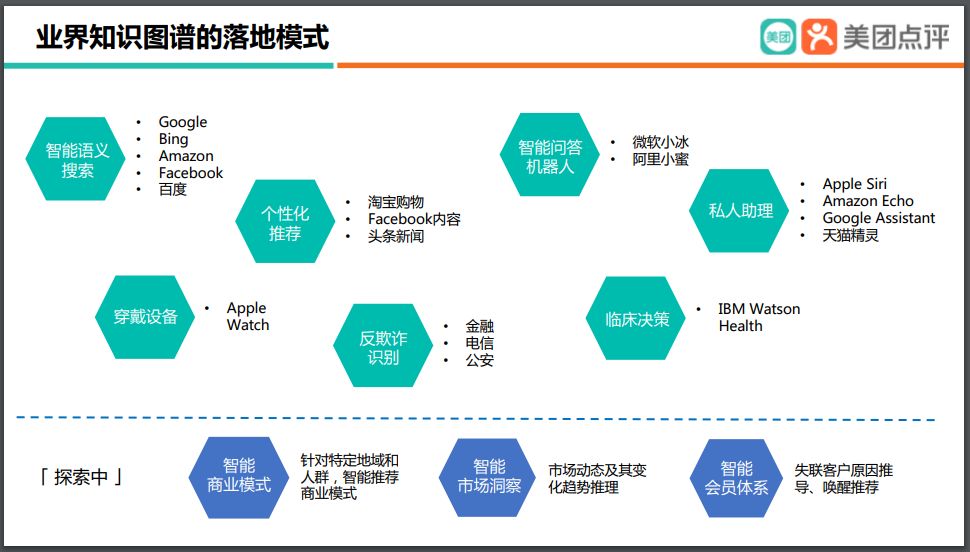 业界知识图谱的落地模式
美团
美团点评
智能语义
搜索
• Google
• Bing
• Amazon
• Facebook
• 百度
个性化
推荐
• 淘宝购物
• Facebook内容
• 头条新闻
智能问答
机器人
• 微软小冰
• 阿里小蜜
私人助理
• Apple Siri
• Amazon Echo
• Google Assistant
• 天猫精灵
穿戴设备
• Apple
Watch
反欺诈
识别
• 金融
• 电信
• 公安
临床决策
• IBM Watson
Health
「 探索中 」
智能
商业模式
针对特定地域和
人群，智能推荐
商业模式
智能
市场洞察
市场动态及其变
化趋势推理
智能
会员体系
失联客户原因推
导、唤醒推荐